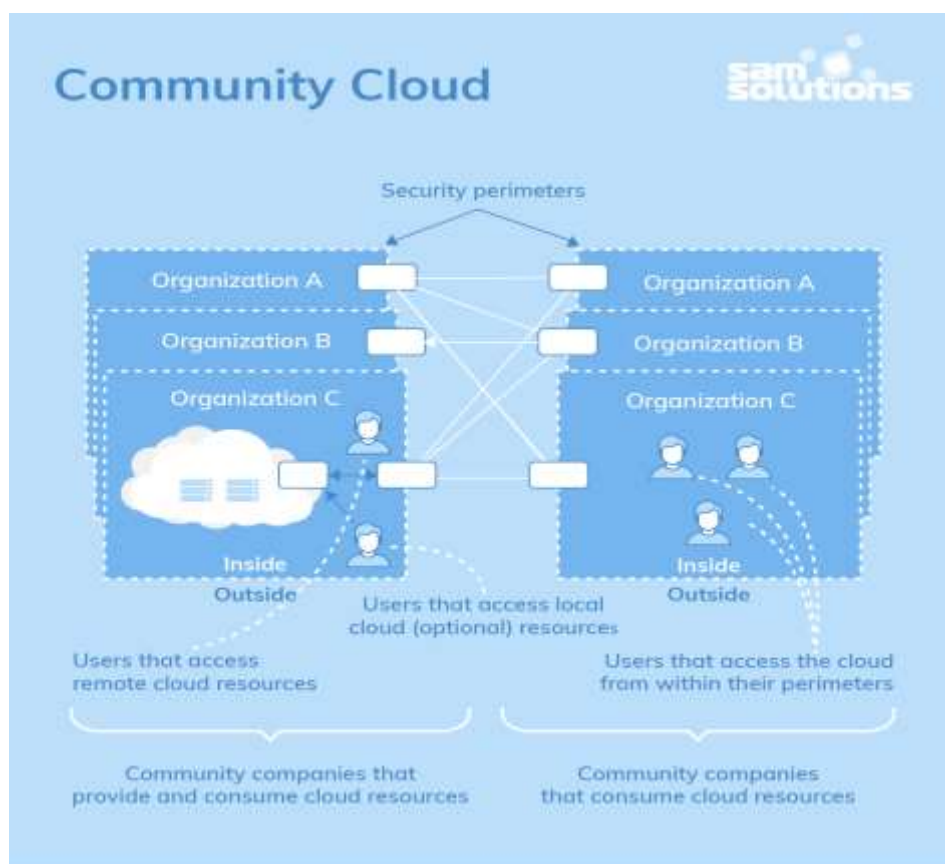 Community Cloud
sam
solutions
Security perimeters
Organization A
Organization B
Organization C
Inside
Outside
Organization A
Organization B
Organization C
Inside
Outside
Users that access local
cloud (optional) resources
Users that access
remote cloud resources
Users that access the cloud
from within their perimeters
Community companies that
provide and consume cloud resources
Community companies
that consume cloud resources